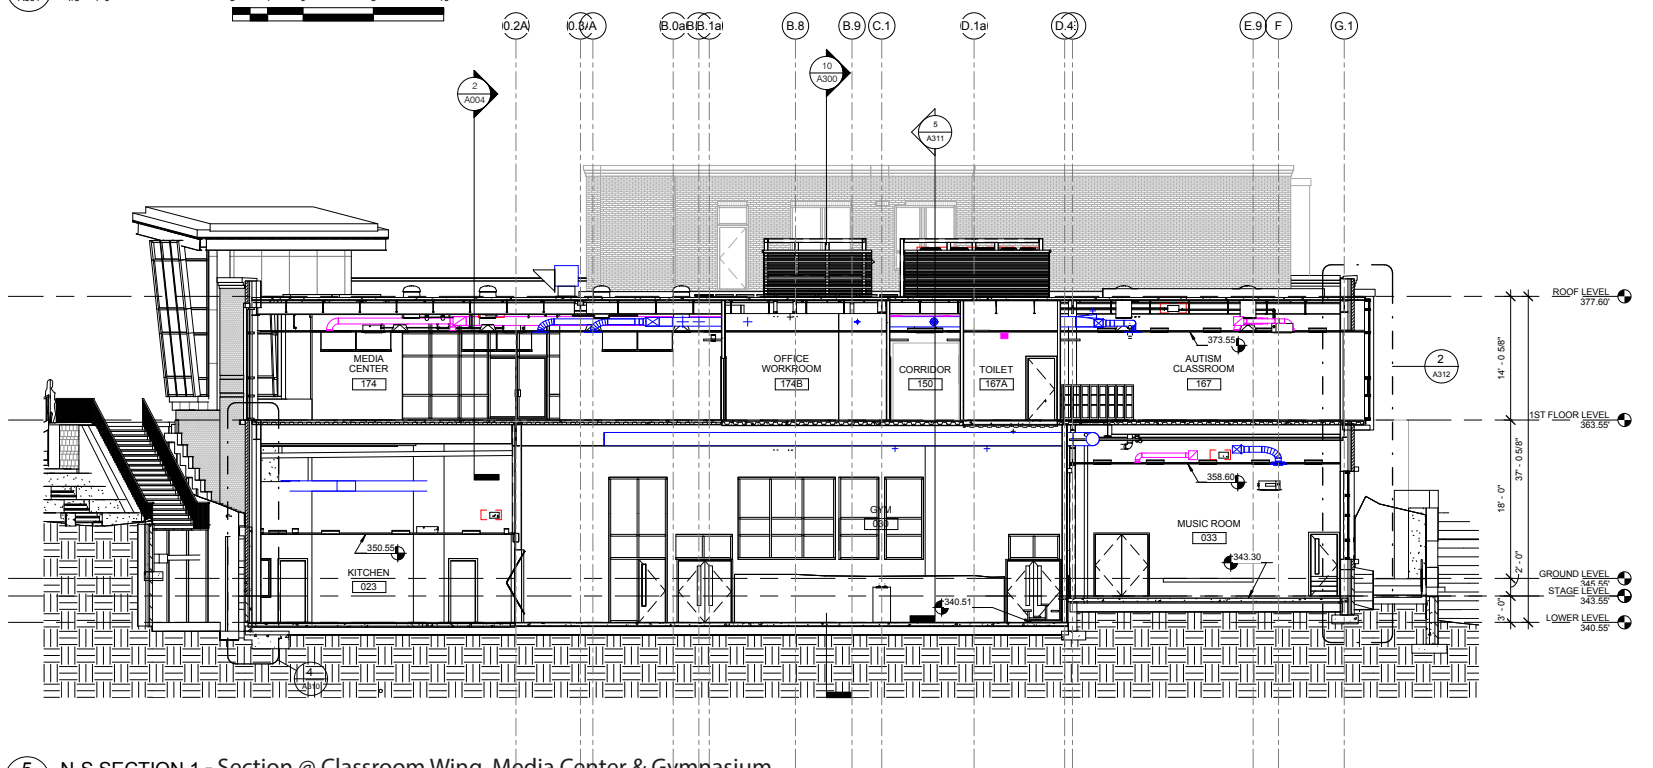 0.2A
0.3
A
B.0a
B.1a
B.8
B.9
C.1
D.1a
D.4
E.9
F
G.1
10
A300
2
A004
5
A311
ROOF LEVEL
377.60'
373.55'
MEDIA
CENTER
174
OFFICE
WORKROOM
174B
CORRIDOR
150
TOILET
167A
AUTISM
CLASSROOM
167
2
A312
14' - 0 5/8"
1ST FLOOR LEVEL
363.55'
37' - 0 5/8"
358.60'
18' - 0"
GYM
030
MUSIC ROOM
033
350.55'
343.30
2' - 0"
KITCHEN
023
GROUND LEVEL
345.55'
STAGE LEVEL
343.55'
340.51
3' - 0"
LOWER LEVEL
340.55'
4
A310
5
N-S SECTION 1 - Section @ Classroom Wing, Media Center & Gymnasium